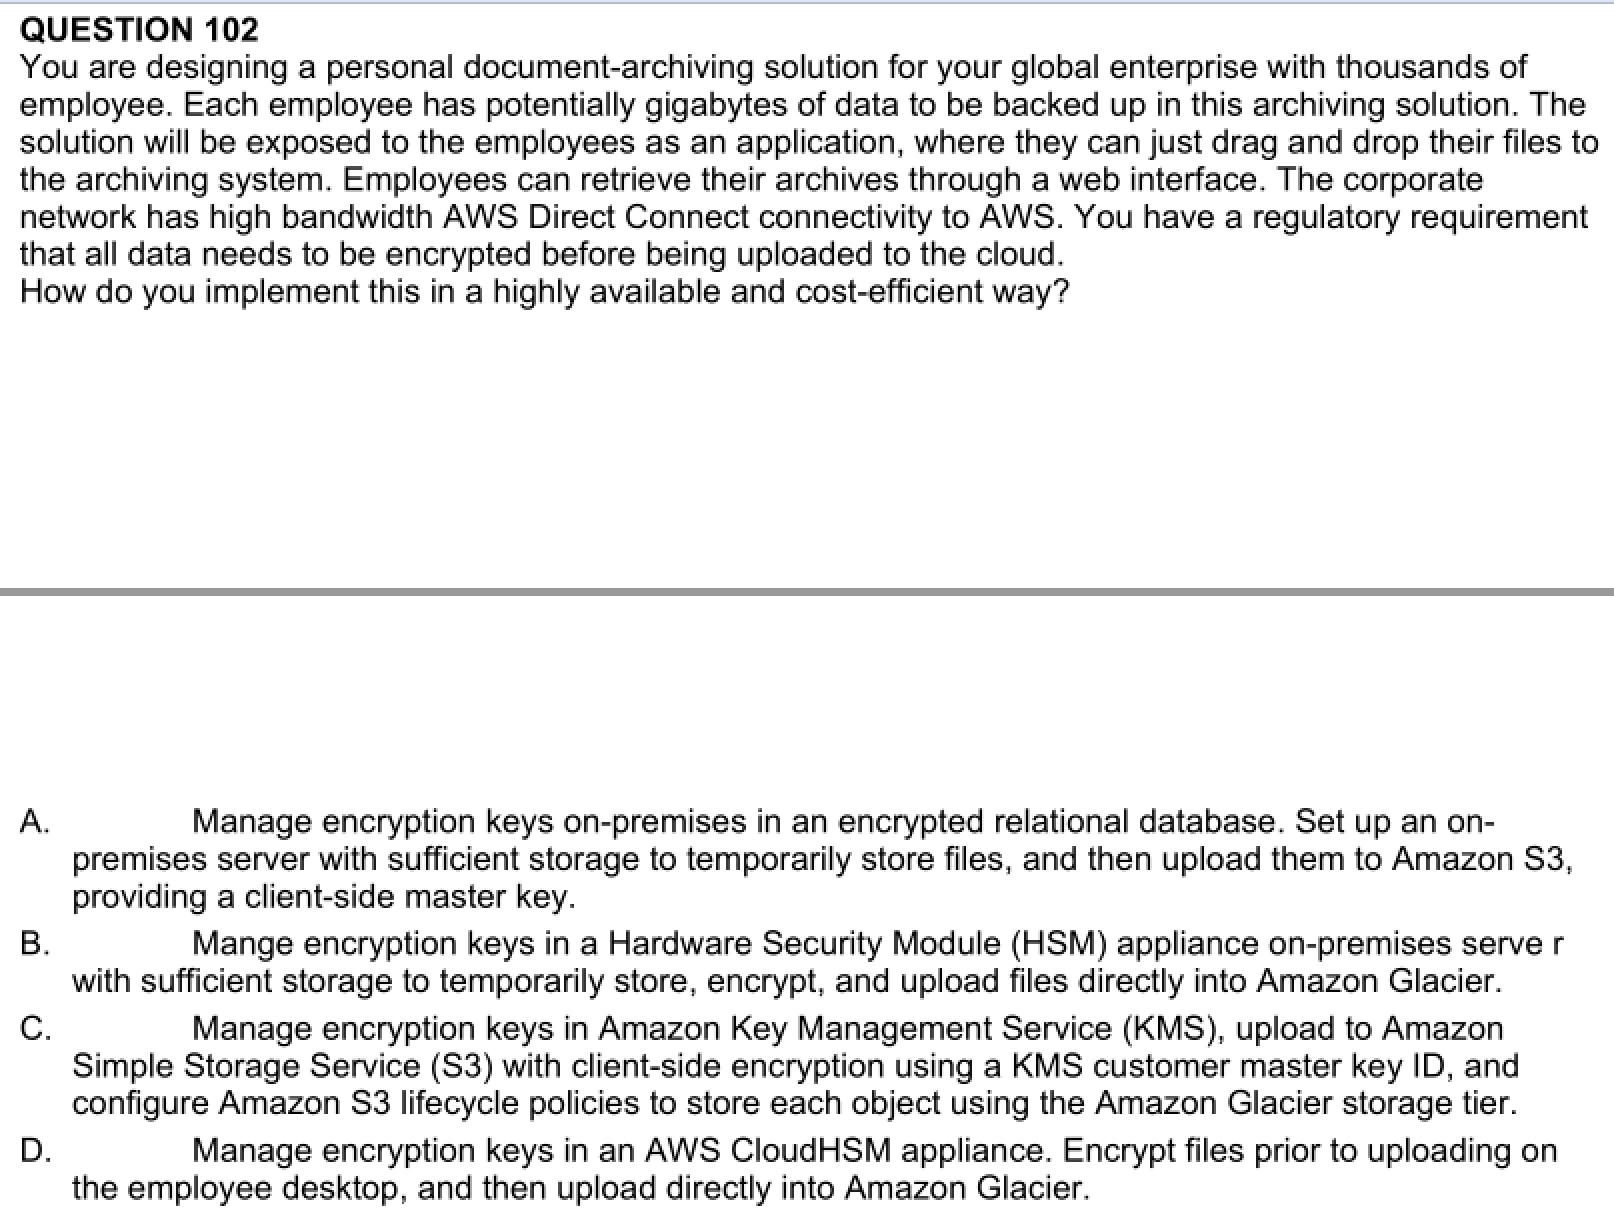 QUESTION 102
You are designing a personal document-archiving solution for your global enterprise with thousands of
employee. Each employee has potentially gigabytes of data to be backed up in this archiving solution. The
solution will be exposed to the employees as an application, where they can just drag and drop their files to
the archiving system. Employees can retrieve their archives through a web interface. The corporate
network has high bandwidth AWS Direct Connect connectivity to AWS. You have a regulatory requirement
that all data needs to be encrypted before being uploaded to the cloud.
How do you implement this in a highly available and cost-efficient way?
A. Manage encryption keys on-premises in an encrypted relational database. Set up an on-
premises server with sufficient storage to temporarily store files, and then upload them to Amazon S3,
providing a client-side master key.
B. Mange encryption keys in a Hardware Security Module (HSM) appliance on-premises serve r
with sufficient storage to temporarily store, encrypt, and upload files directly into Amazon Glacier.
C. Manage encryption keys in Amazon Key Management Service (KMS), upload to Amazon
Simple Storage Service (S3) with client-side encryption using a KMS customer master key ID, and
configure Amazon S3 lifecycle policies to store each object using the Amazon Glacier storage tier.
D. Manage encryption keys in an AWS CloudHSM appliance. Encrypt files prior to uploading on
the employee desktop, and then upload directly into Amazon Glacier.